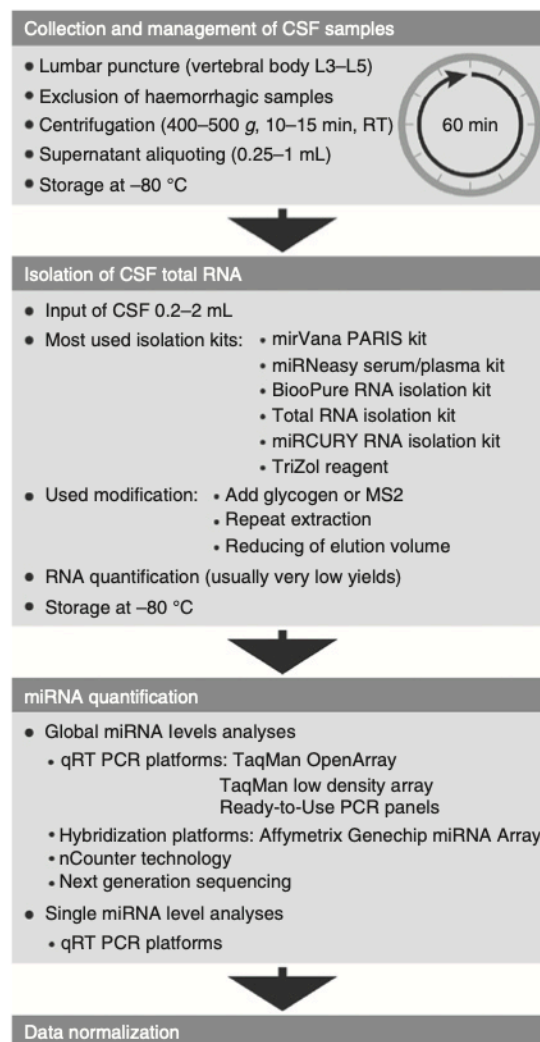 Collection and management of CSF samples
• Lumbar puncture (vertebral body L3–L5)
• Exclusion of haemorrhagic samples
• Centrifugation (400–500 g, 10–15 min, RT)
60 min
• Supernatant aliquoting (0.25–1 mL)
• Storage at –80 °C
Isolation of CSF total RNA
• Input of CSF 0.2–2 mL
• Most used isolation kits: • mirVana PARIS kit
• miRNeasy serum/plasma kit
• BiooPure RNA isolation kit
• Total RNA isolation kit
• miRCURY RNA isolation kit
• TriZol reagent
• Used modification: • Add glycogen or MS2
• Repeat extraction
• Reducing of elution volume
• RNA quantification (usually very low yields)
• Storage at –80 °C
miRNA quantification
• Global miRNA levels analyses
• qRT PCR platforms: TaqMan OpenArray
TaqMan low density array
Ready-to-Use PCR panels
• Hybridization platforms: Affymetrix Genechip miRNA Array
• nCounter technology
• Next generation sequencing
• Single miRNA level analyses
• qRT PCR platforms
Data normalization